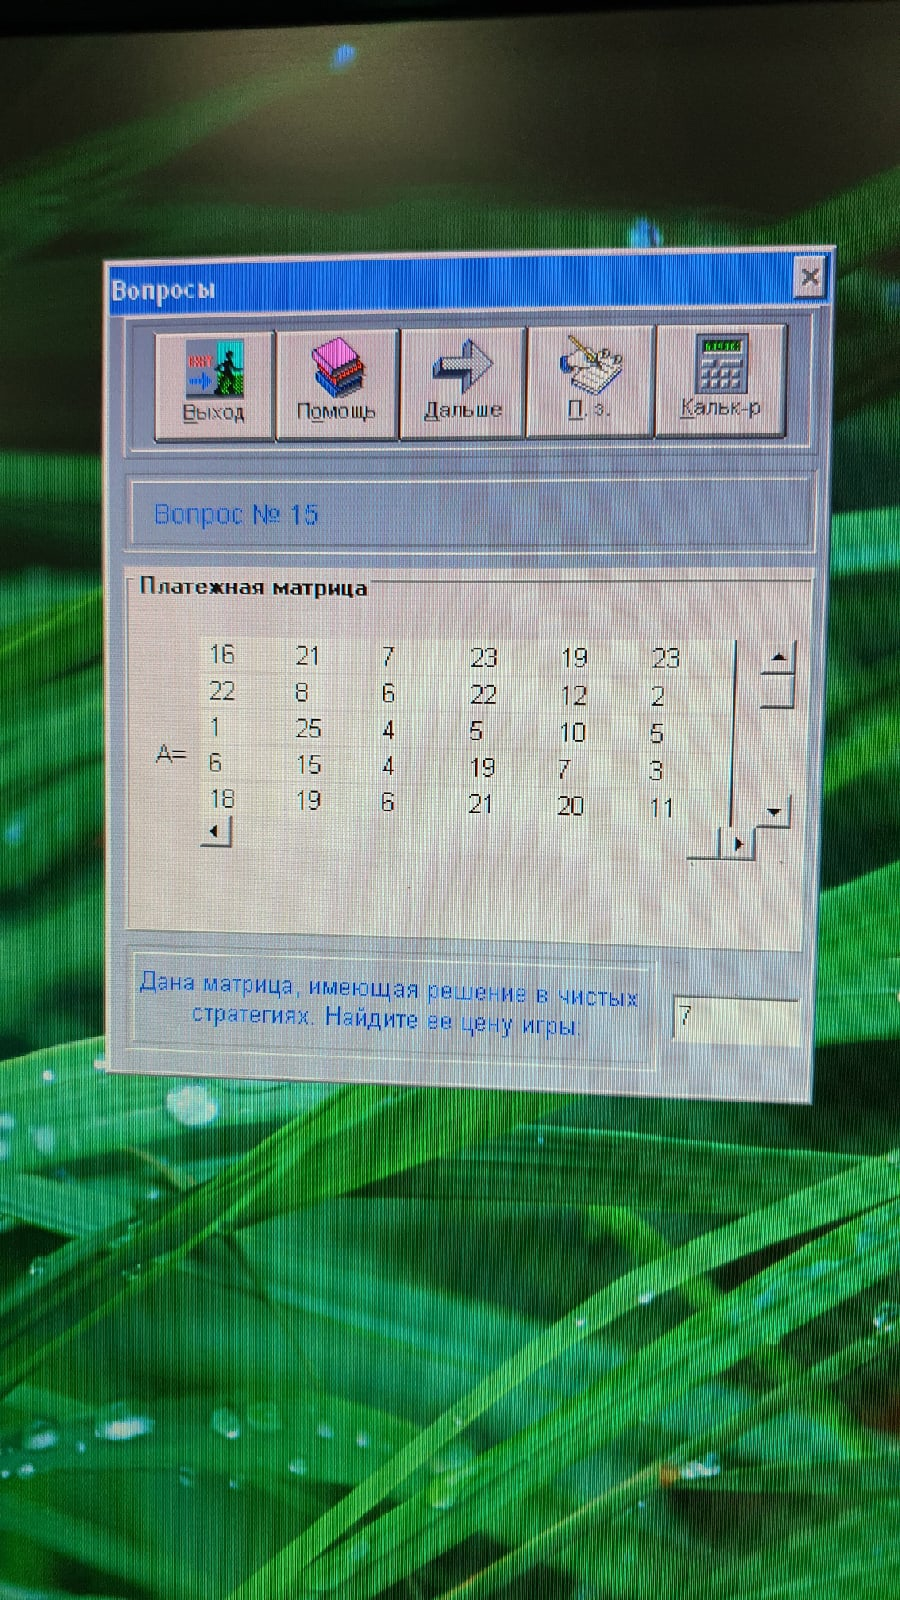 Вопросы
Выход Помощь Дальше П. з. Кальк-р
Вопрос № 15
Платежная матрица
16 21 7 23 19 23
22 8 6 22 12 2
1 25 4 5 10 5
A=
6 15 4 19 7 3
18 19 6 21 20 11
Дана матрица, имеющая решение в чистых
стратегиях. Найдите ее цену игры:
7